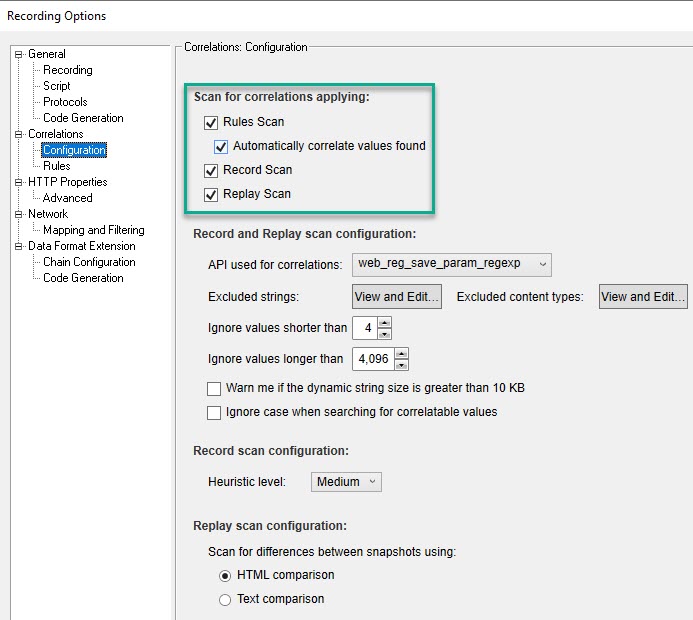 Recording Options
General
Recording
Script
Protocols
Code Generation
Correlations
Configuration
Rules
HTTP Properties
Advanced
Network
Mapping and Filtering
Data Format Extension
Chain Configuration
Code Generation
Correlations: Configuration
Scan for correlations applying:
Rules Scan
Automatically correlate values found
Record Scan
Replay Scan
Record and Replay scan configuration:
API used for correlations: web_reg_save_param_regexp
Excluded strings: View and Edit... Excluded content types: View and Edit...
Ignore values shorter than 4
Ignore values longer than 4,096
Warn me if the dynamic string size is greater than 10 KB
Ignore case when searching for correlatable values
Record scan configuration:
Heuristic level: Medium
Replay scan configuration:
Scan for differences between snapshots using:
HTML comparison
Text comparison